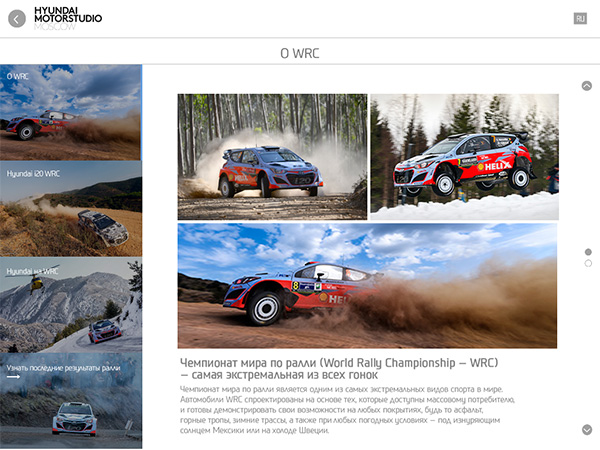 HYUNDAI
MOTORSTUDIO
MOSCOW
RU
О WRC
О WRC
Hyundai i20 WRC
Hyundai на WRC
Узнать последние результаты ралли
HELIX
HELIX
8
Чемпионат мира по ралли (World Rally Championship – WRC)
– самая экстремальная из всех гонок
Чемпионат мира по ралли является одним из самых экстремальных видов спорта в мире.
Автомобили WRC спроектированы на основе тех, которые доступны массовому потребителю,
и готовы демонстрировать свои возможности на любых покрытиях, будь то асфальт,
горные тропы, зимние трассы, а также при любых погодных условиях – под изнуряющим
солнцем Мексики или на холоде Швеции.